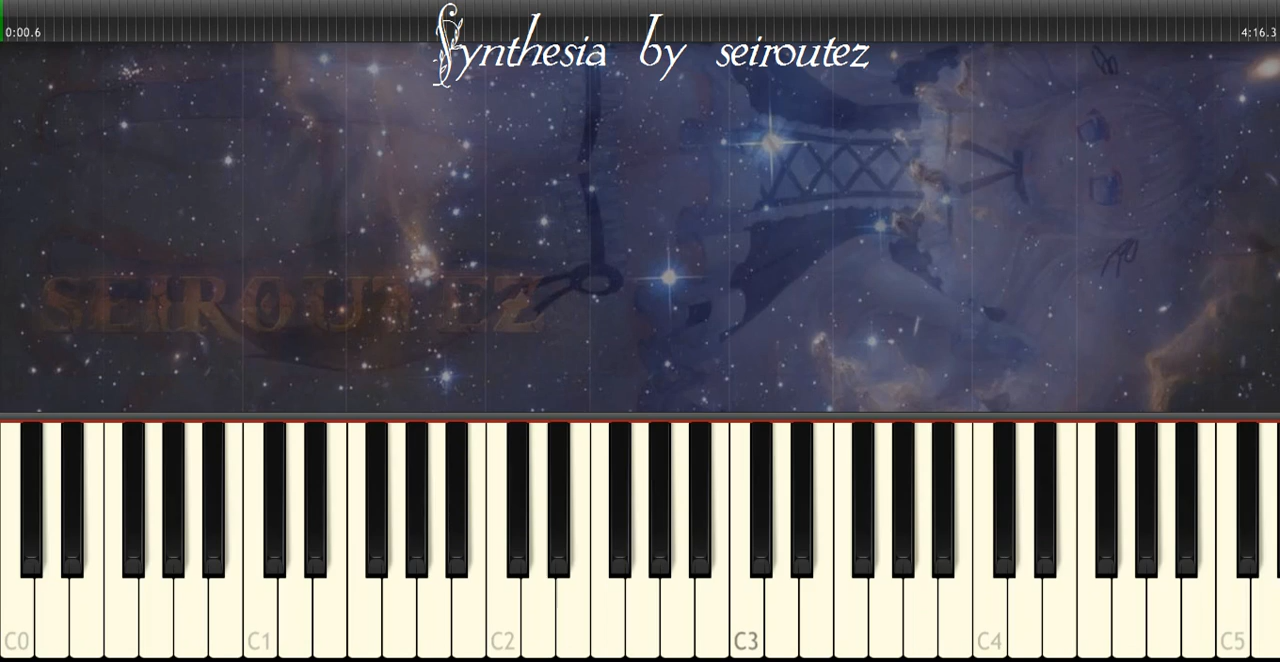 Synthesia by seiroutez
0:00.6
4:16.3
SEIROUTEZ
C0
C1
C2
C3
C4
C5